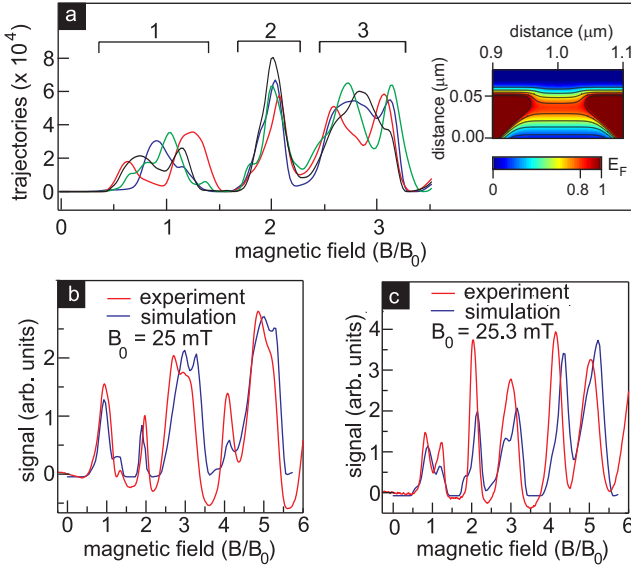 a
1
2
3
trajectories (x 10⁴)
8
6
4
2
0
0
1
2
3
magnetic field (B/B₀)
distance (μm)
0.9
1.0
1.1
distance (μm)
0.05
0.00
E_F
0
0.8
1
b
experiment
simulation
B₀ = 25 mT
signal (arb. units)
2
1
0
0
1
2
3
4
5
6
magnetic field (B/B₀)
c
experiment
simulation
B₀ = 25.3 mT
signal (arb. units)
4
3
2
1
0
0
1
2
3
4
5
6
magnetic field (B/B₀)